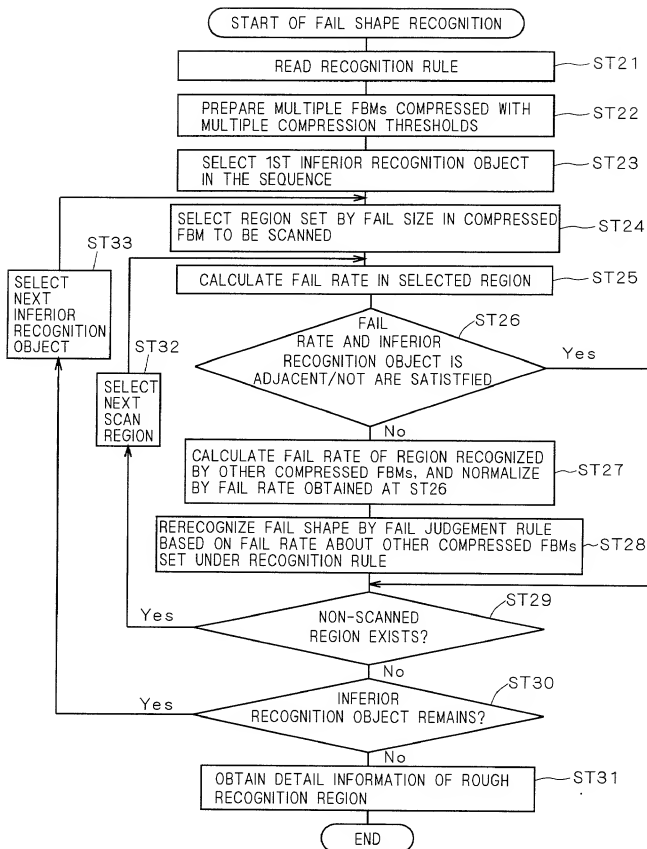 START OF FAIL SHAPE RECOGNITION
READ RECOGNITION RULE
ST21
PREPARE MULTIPLE FBMs COMPRESSED WITH
MULTIPLE COMPRESSION THRESHOLDS
ST22
SELECT 1ST INFERIOR RECOGNITION OBJECT
IN THE SEQUENCE
ST23
SELECT REGION SET BY FAIL SIZE IN COMPRESSED
FBM TO BE SCANNED
ST24
ST33
SELECT
NEXT
INFERIOR
RECOGNITION
OBJECT
CALCULATE FAIL RATE IN SELECTED REGION
ST25
ST32
SELECT
NEXT
SCAN
REGION
FAIL
RATE AND INFERIOR
RECOGNITION OBJECT IS
ADJACENT/NOT ARE SATISTFIED
ST26
Yes
No
CALCULATE FAIL RATE OF REGION RECOGNIZED
BY OTHER COMPRESSED FBMs, AND NORMALIZE
BY FAIL RATE OBTAINED AT ST26
ST27
RERECOGNIZE FAIL SHAPE BY FAIL JUDGEMENT RULE
BASED ON FAIL RATE ABOUT OTHER COMPRESSED FBMs
SET UNDER RECOGNITION RULE
ST28
ST29
Yes
NON-SCANNED
REGION EXISTS?
No
ST30
Yes
INFERIOR
RECOGNITION OBJECT REMAINS?
No
OBTAIN DETAIL INFORMATION OF ROUGH
RECOGNITION REGION
ST31
END